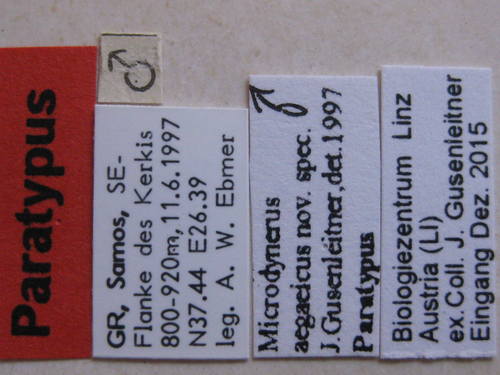 Paratypus
♂
GR, Samos, SE-
Flanke des Kerkis
800-920m, 11.6.1997
N37.44 E26.39
leg. A. W. Ebmer
♂
Microdynerus
aegaeicus nov. spec.
J. Gusenleitner, det. 1997
Paratypus
Biologiezentrum Linz
Austria (LI)
ex.Coll. J. Gusenleitner
Eingang Dez. 2015